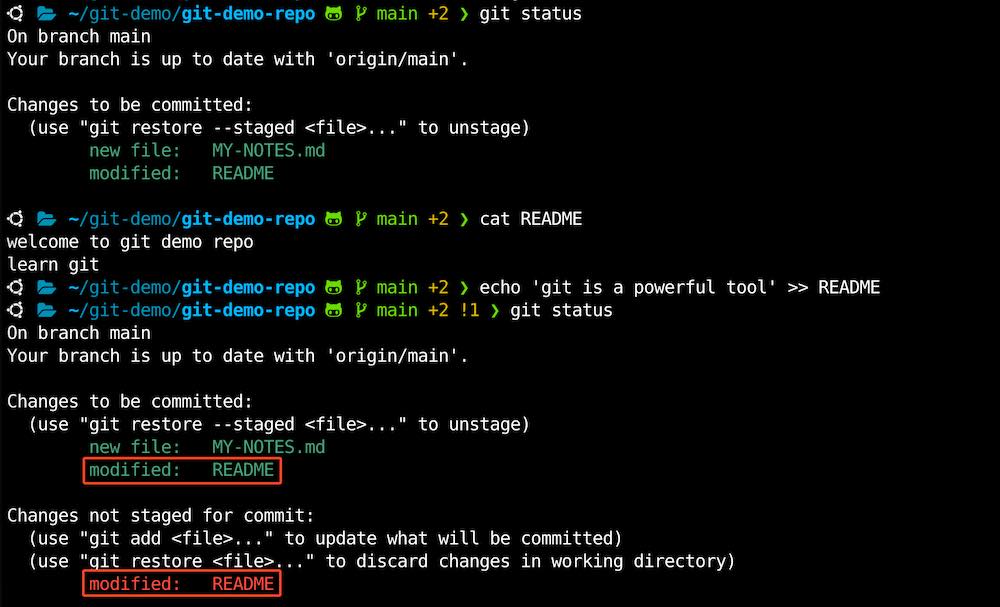 ~/git-demo/git-demo-repo main +2 ❯ git status
On branch main
Your branch is up to date with 'origin/main'.
Changes to be committed:
(use "git restore --staged <file>..." to unstage)
new file: MY-NOTES.md
modified: README
~/git-demo/git-demo-repo main +2 ❯ cat README
welcome to git demo repo
learn git
~/git-demo/git-demo-repo main +2 ❯ echo 'git is a powerful tool' >> README
~/git-demo/git-demo-repo main +2 !1 ❯ git status
On branch main
Your branch is up to date with 'origin/main'.
Changes to be committed:
(use "git restore --staged <file>..." to unstage)
new file: MY-NOTES.md
modified: README
Changes not staged for commit:
(use "git add <file>..." to update what will be committed)
(use "git restore <file>..." to discard changes in working directory)
modified: README